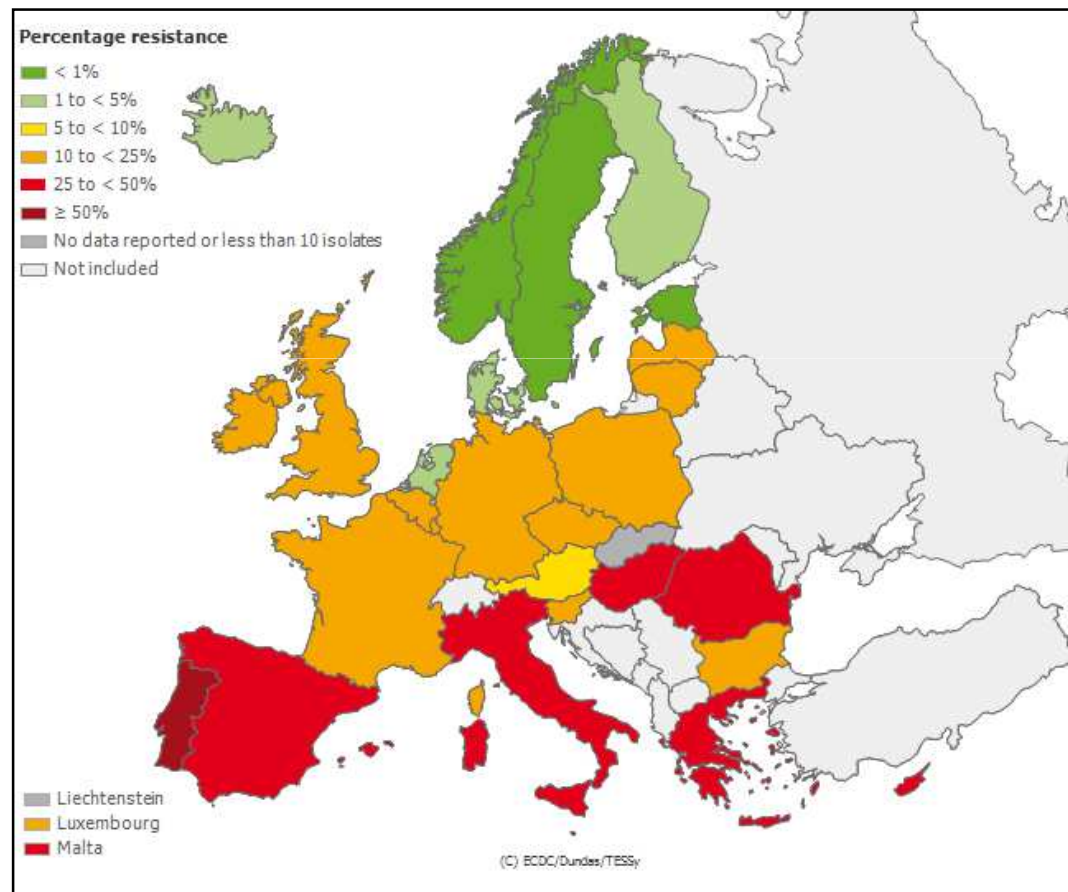 Percentage resistance
< 1%
1 to < 5%
5 to < 10%
10 to < 25%
25 to < 50%
≥ 50%
No data reported or less than 10 isolates
Not included
Liechtenstein
Luxembourg
Malta
(C) ECDC/Dundas/TESSy